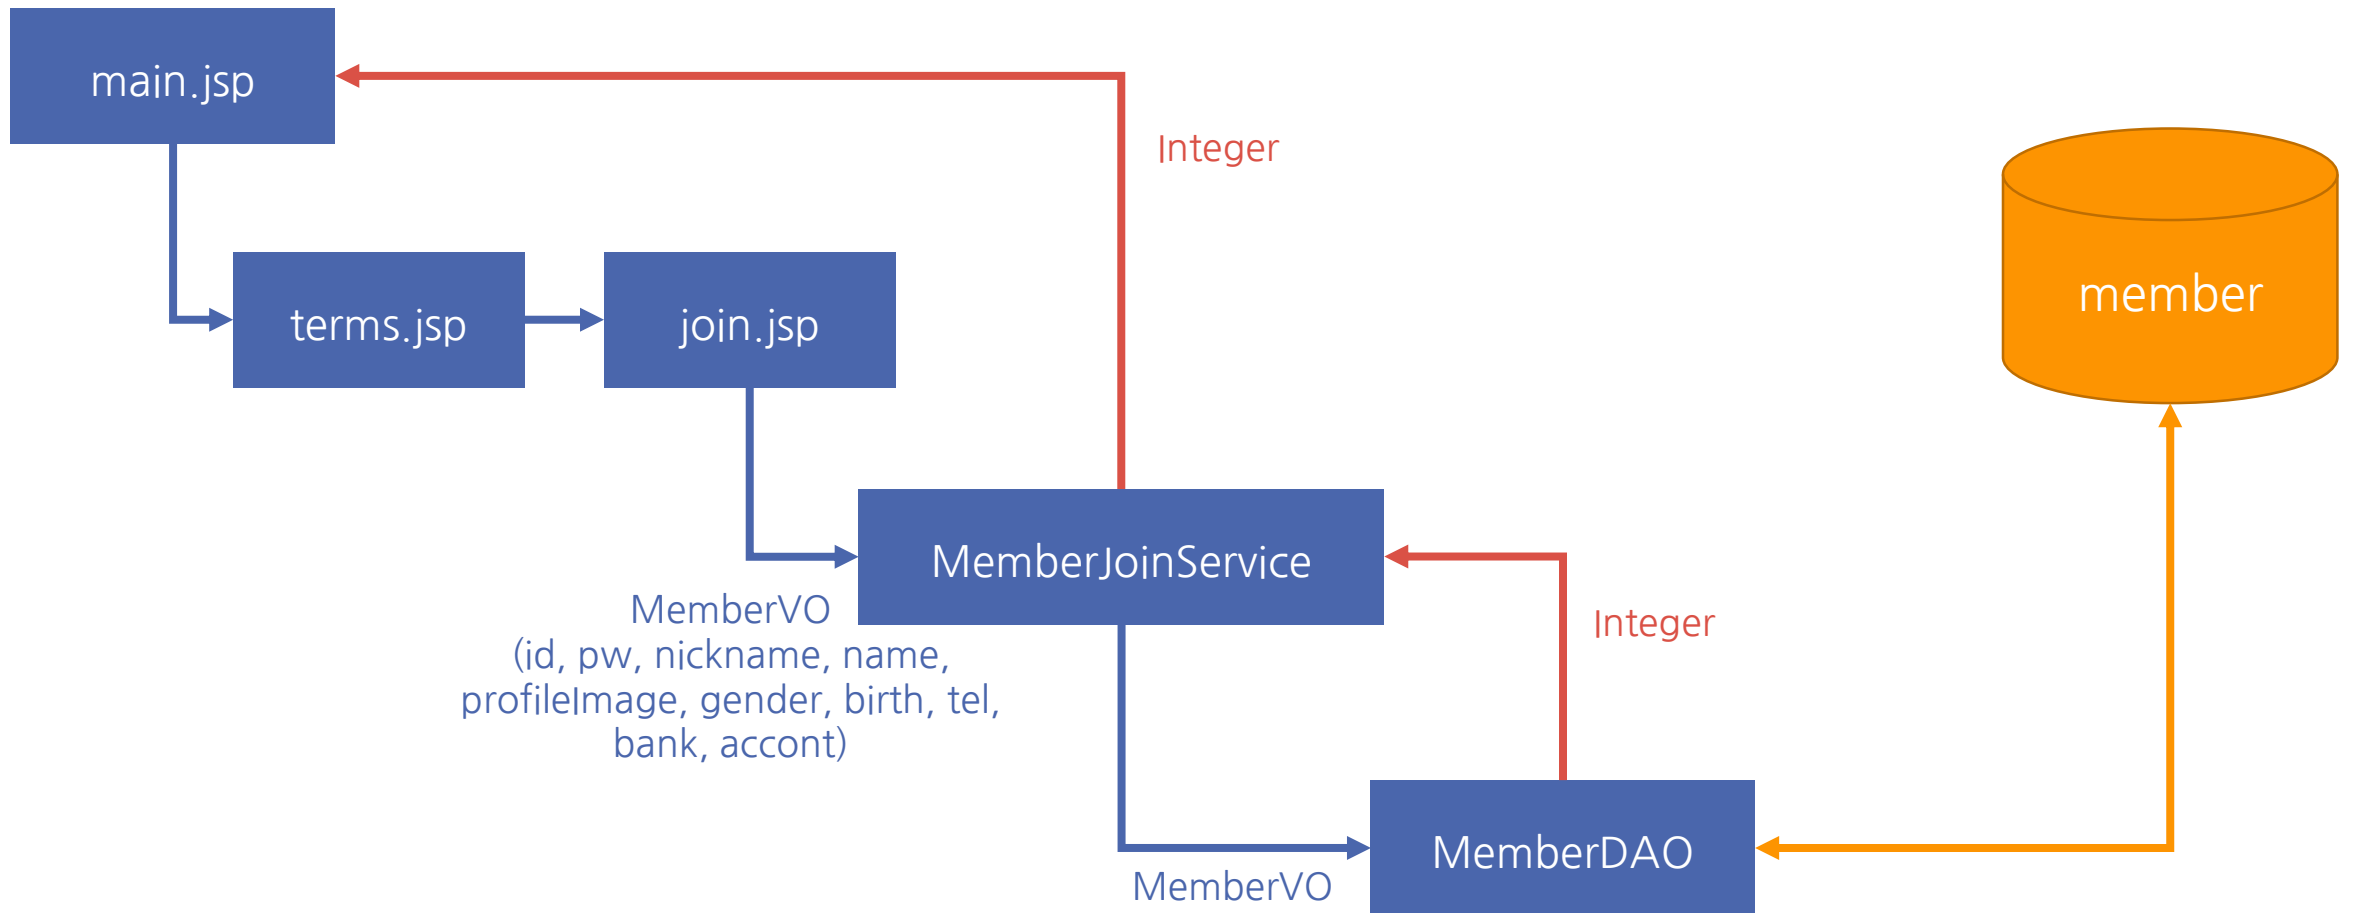 main.jsp
Integer
member
terms.jsp
join.jsp
MemberJoinService
MemberVO
(id, pw, nickname, name,
profileImage, gender, birth, tel,
bank, accont)
Integer
MemberDAO
MemberVO